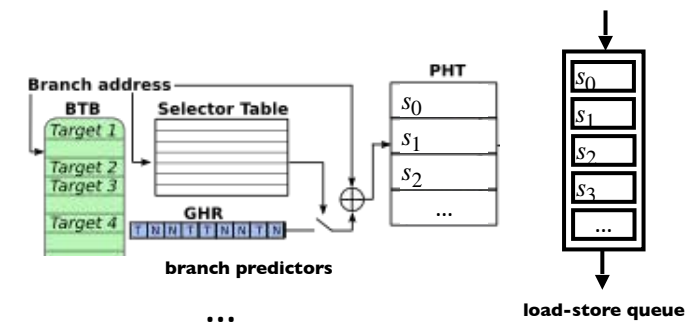 Branch address
BTB
Target 1
Target 2
Target 3
Target 4
Selector Table
GHR
T N N T T N N T N
branch predictors
...
PHT
s0
s1
s2
...
s0
s1
s2
s3
...
load-store queue